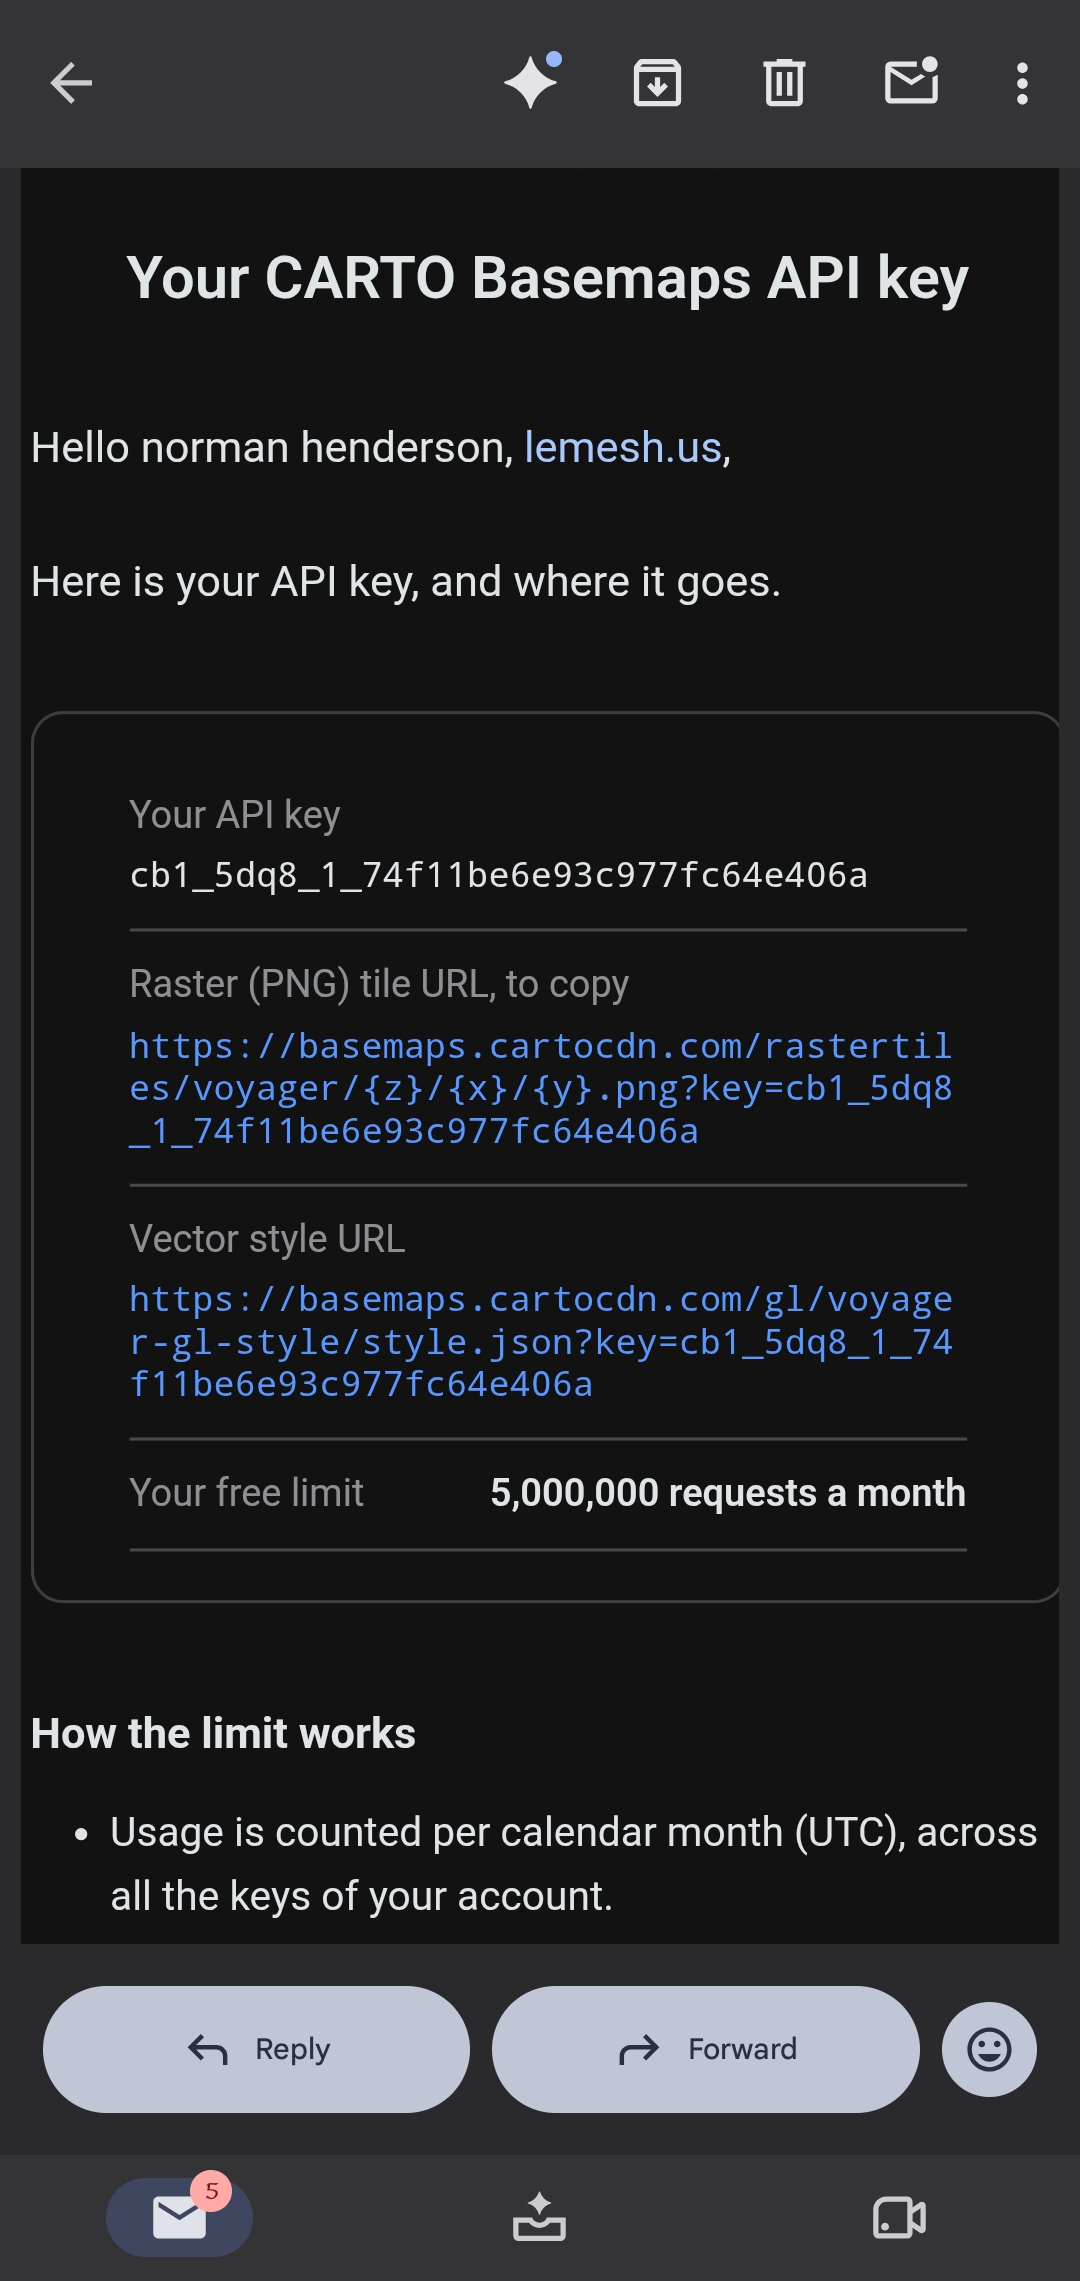 Your CARTO Basemaps API key
Hello norman henderson, lemesh.us,
Here is your API key, and where it goes.
Your API key
cb1_5dq8_1_74f11be6e93c977fc64e406a
Raster (PNG) tile URL, to copy
https://basemaps.cartocdn.com/rastertil
es/voyager/{z}/{x}/{y}.png?key=cb1_5dq8
_1_74f11be6e93c977fc64e406a
Vector style URL
https://basemaps.cartocdn.com/gl/voyage
r-gl-style/style.json?key=cb1_5dq8_1_74
f11be6e93c977fc64e406a
Your free limit 5,000,000 requests a month
How the limit works
• Usage is counted per calendar month (UTC), across
all the keys of your account.
Reply Forward
5